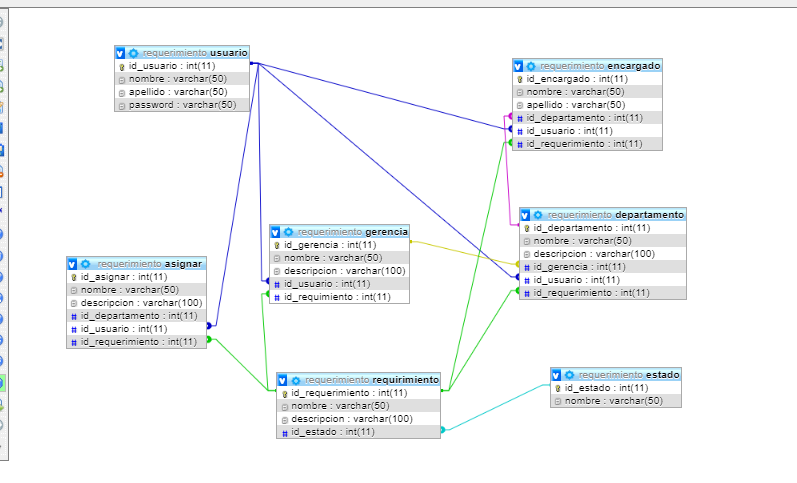 requerimiento usuario
id_usuario : int(11)
nombre : varchar(50)
apellido : varchar(50)
password : varchar(50)
requerimiento encargado
id_encargado : int(11)
nombre : varchar(50)
apellido : varchar(50)
id_departamento : int(11)
id_usuario : int(11)
id_requerimiento : int(11)
requerimiento gerencia
id_gerencia : int(11)
nombre : varchar(50)
descripcion : varchar(100)
id_usuario : int(11)
id_requimiento : int(11)
requerimiento departamento
id_departamento : int(11)
nombre : varchar(50)
descripcion : varchar(100)
id_gerencia : int(11)
id_usuario : int(11)
id_requerimiento : int(11)
requerimiento asignar
id_asignar : int(11)
nombre : varchar(50)
descripcion : varchar(100)
id_departamento : int(11)
id_usuario : int(11)
id_requerimiento : int(11)
requerimiento requirimiento
id_requerimiento : int(11)
nombre : varchar(50)
descripcion : varchar(100)
id_estado : int(11)
requerimiento estado
id_estado : int(11)
nombre : varchar(50)